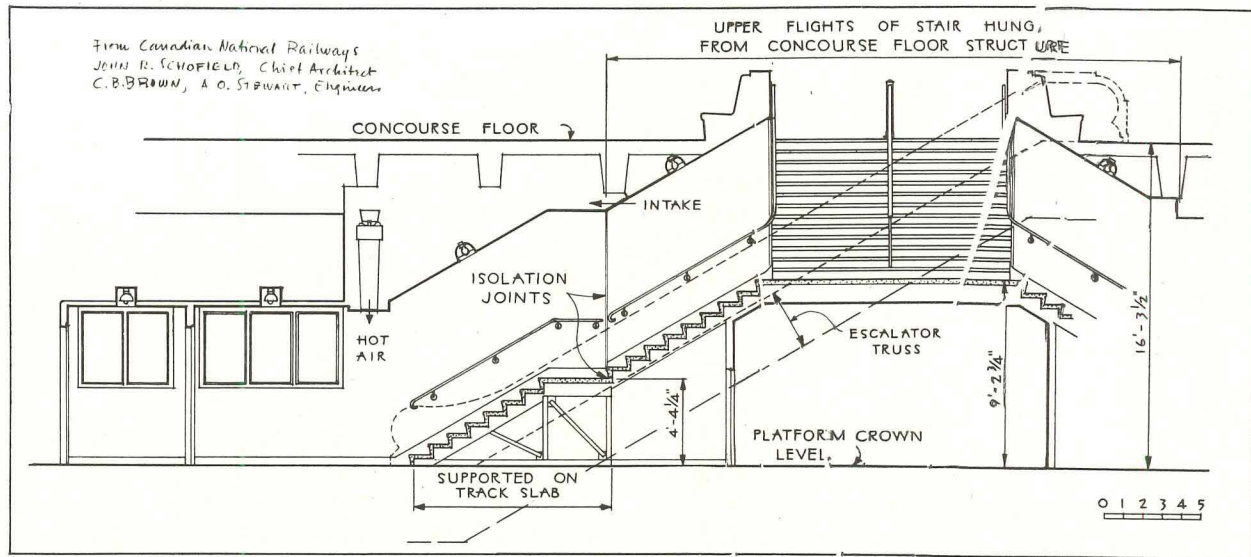 From Canadian National Railways
JOHN R. SCHOFIELD, Chief Architect
C.B.BROWN, A O. STEWART, Engineers
UPPER FLIGHTS OF STAIR HUNG,
FROM CONCOURSE FLOOR STRUCTURE
CONCOURSE FLOOR
INTAKE
ISOLATION
JOINTS
HOT
AIR
ESCALATOR
TRUSS
4'-4¼"
9'-2¾"
16'-3½"
PLATFORM CROWN
LEVEL.
SUPPORTED ON
TRACK SLAB
0 1 2 3 4 5